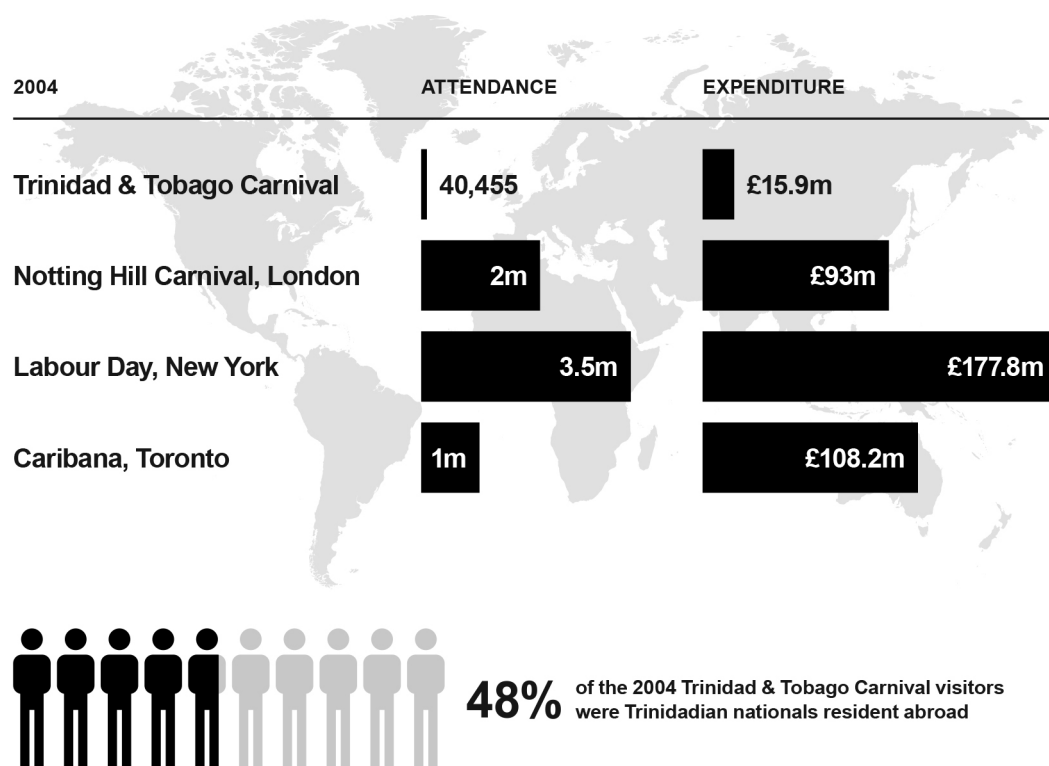 2004 ATTENDANCE EXPENDITURE
Trinidad & Tobago Carnival 40,455 £15.9m
Notting Hill Carnival, London 2m £93m
Labour Day, New York 3.5m £177.8m
Caribana, Toronto 1m £108.2m
48% of the 2004 Trinidad & Tobago Carnival visitors
were Trinidadian nationals resident abroad